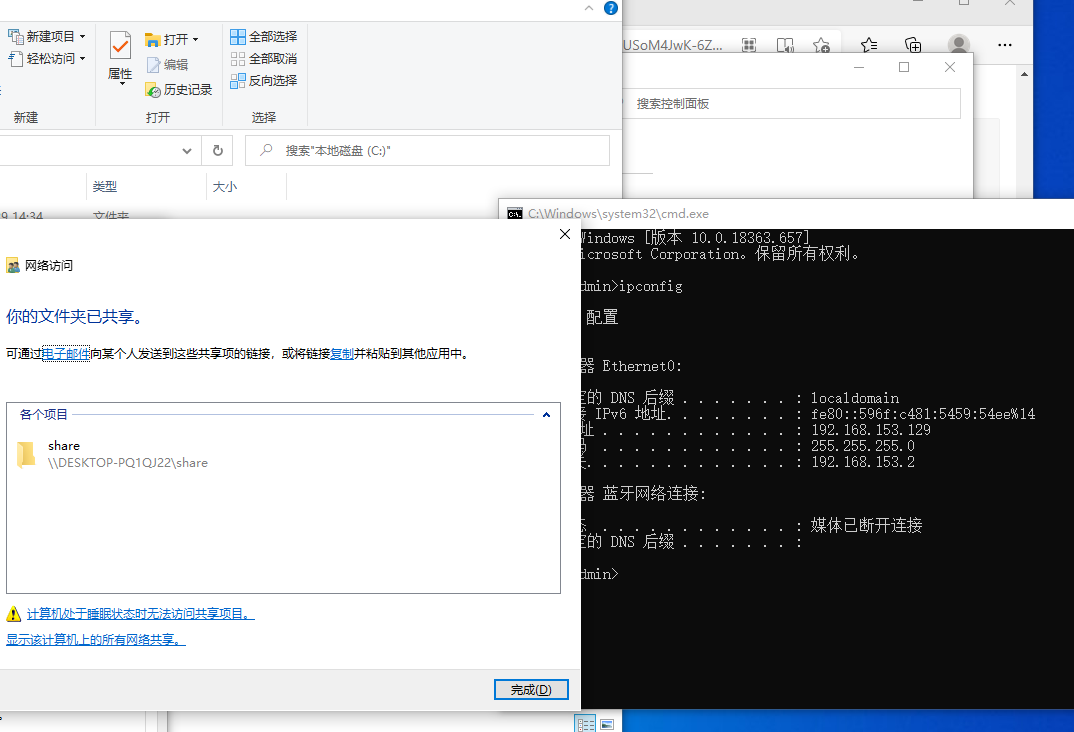 新建项目
轻松访问
新建
属性
打开
编辑
历史记录
打开
全部选择
全部取消
反向选择
选择
USoM4JwK-6Z...
搜索控制面板
搜索"本地磁盘 (C:)"
类型
大小
14:34
文件夹
网络访问
你的文件夹已共享。
可通过电子邮件向某个人发送到这些共享项的链接，或将链接复制并粘贴到其他应用中。
各个项目
share
\\DESKTOP-PQ1QJ22\share
计算机处于睡眠状态时无法访问共享项目。
显示该计算机上的所有网络共享。
完成(D)
C:\Windows\system32\cmd.exe
Windows [版本 10.0.18363.657]
icrosoft Corporation。保留所有权利。
dmin>ipconfig
配置
器 Ethernet0:
的 DNS 后缀 . . . . . . . : localdomain
IPv6 地址. . . . . . . . : fe80::596f:c481:5459:54ee%14
址 . . . . . . . . . . . . : 192.168.153.129
. . . . . . . . . . . . : 255.255.255.0
. . . . . . . . . . . . . : 192.168.153.2
器 蓝牙网络连接:
态 . . . . . . . . . . . . : 媒体已断开连接
的 DNS 后缀 . . . . . . . :
dmin>